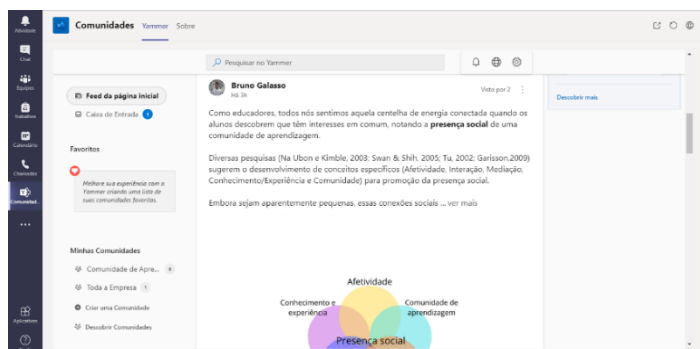 Comunidades Yammer Sobre
Atividade
Chat
Equipes
Calendário
Chamadas
Comunidad...
Aplicativos
Pesquisar no Yammer
Feed da página inicial
Caixa de Entrada
Favoritos
Melhore sua experiência com o
Yammer criando uma lista de
suas comunidades favoritas.
Minhas Comunidades
Comunidade de Apre...
Toda a Empresa
Criar uma Comunidade
Descobrir Comunidades
Bruno Galasso
Há 3h
Visto por 2
Como educadores, todos nós sentimos aquela centelha de energia conectada quando os
alunos descobrem que têm interesses em comum, notando a presença social de uma
comunidade de aprendizagem.
Diversas pesquisas (Na Ubon e Kimble, 2003; Swan & Shih, 2005; Tu, 2002; Garisson.2009)
sugerem o desenvolvimento de conceitos específicos (Afetividade, Interação, Mediação,
Conhecimento/Experiência e Comunidade) para promoção da presença social.
Embora sejam aparentemente pequenas, essas conexões sociais ... ver mais
Afetividade
Conhecimento e
experiência
Comunidade de
aprendizagem
Presença social
Descobrir mais